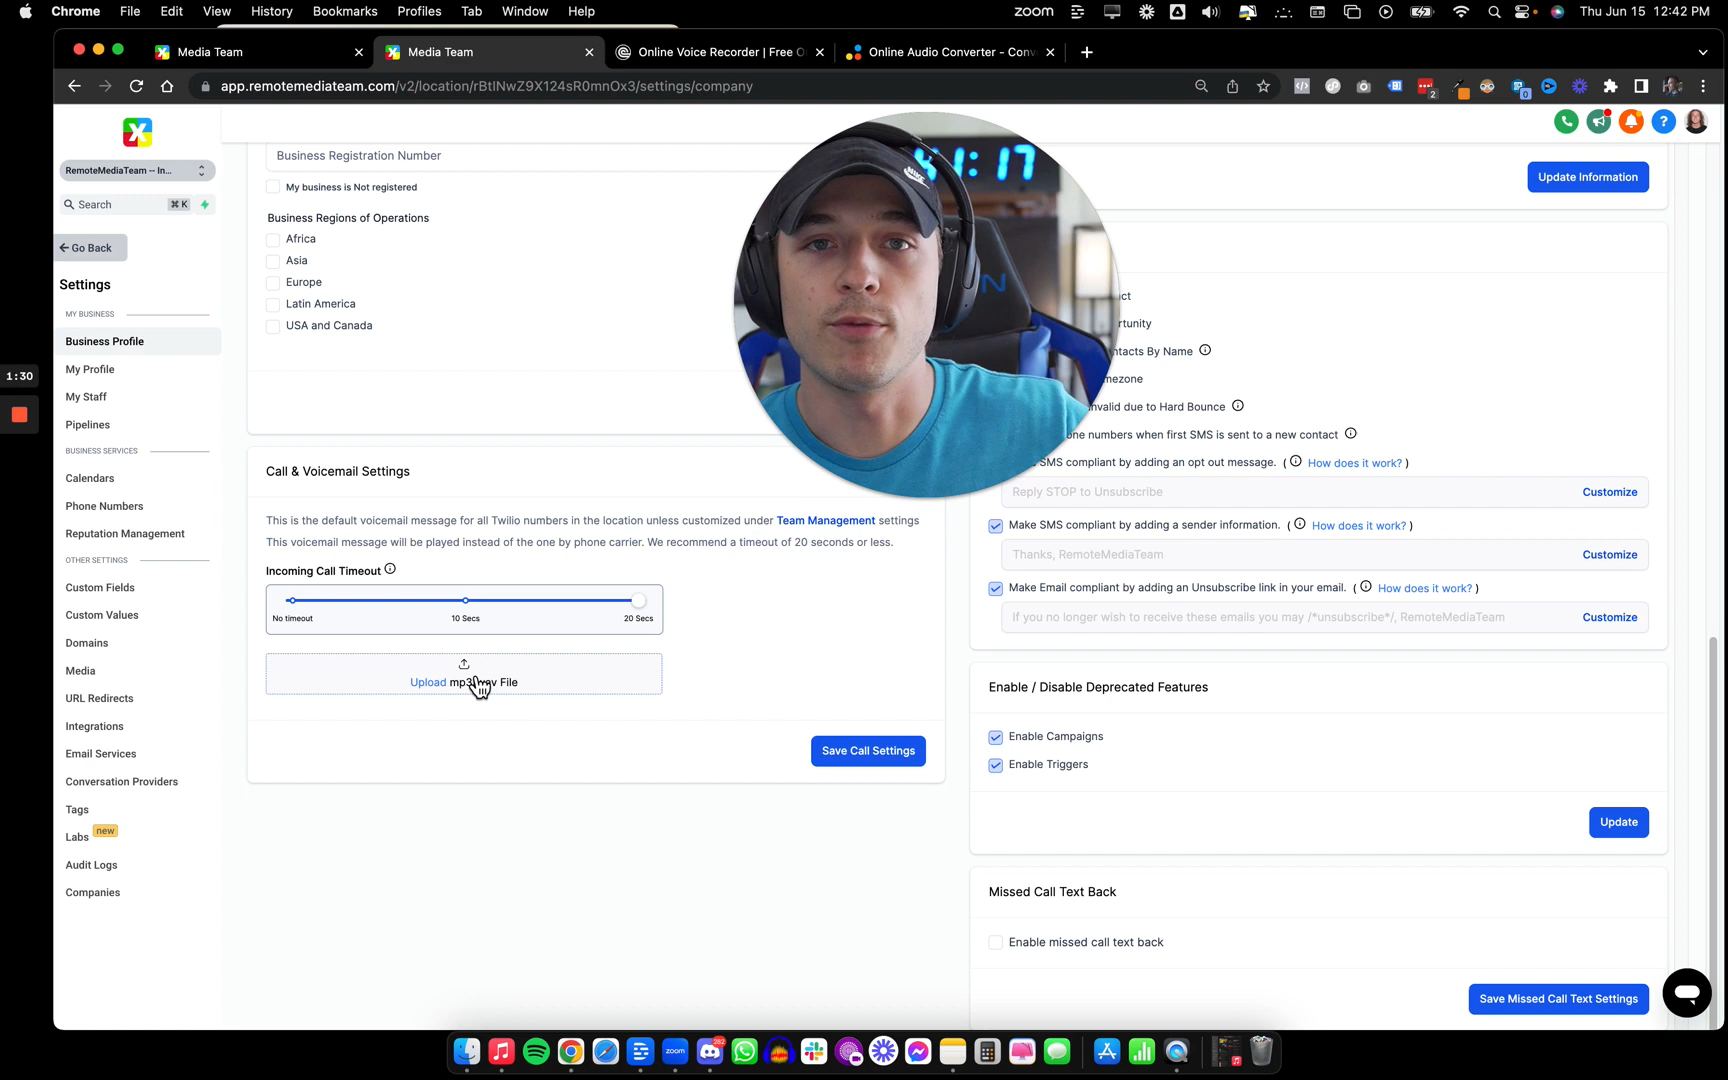 Chrome File Edit View History Bookmarks Profiles Tab Window Help
zoom
Thu Jun 15 12:42 PM
Media Team
Media Team
Online Voice Recorder | Free O
Online Audio Converter - Conv
app.remotemediateam.com/v2/location/rBtINwZ9X124sR0mnOx3/settings/company
2
0
RemoteMediaTeam -- In...
Search ⌘ K
Go Back
Settings
MY BUSINESS
Business Profile
My Profile
My Staff
Pipelines
BUSINESS SERVICES
Calendars
Phone Numbers
Reputation Management
OTHER SETTINGS
Custom Fields
Custom Values
Domains
Media
URL Redirects
Integrations
Email Services
Conversation Providers
Tags
Labs new
Audit Logs
Companies
1:30
Business Registration Number
My business is Not registered
Business Regions of Operations
Africa
Asia
Europe
Latin America
USA and Canada
Call & Voicemail Settings
This is the default voicemail message for all Twilio numbers in the location unless customized under Team Management settings
This voicemail message will be played instead of the one by phone carrier. We recommend a timeout of 20 seconds or less.
Incoming Call Timeout
No timeout 10 Secs 20 Secs
Upload mp3 File
Save Call Settings
:17
NIKE
Update Information
ntacts By Name
mezone
nvalid due to Hard Bounce
one numbers when first SMS is sent to a new contact
SMS compliant by adding an opt out message. ( How does it work? )
Reply STOP to Unsubscribe Customize
Make SMS compliant by adding a sender information. ( How does it work? )
Thanks, RemoteMediaTeam Customize
Make Email compliant by adding an Unsubscribe link in your email. ( How does it work? )
If you no longer wish to receive these emails you may /*unsubscribe*/, RemoteMediaTeam Customize
Enable / Disable Deprecated Features
Enable Campaigns
Enable Triggers
Update
Missed Call Text Back
Enable missed call text back
Save Missed Call Text Settings
zoom
282